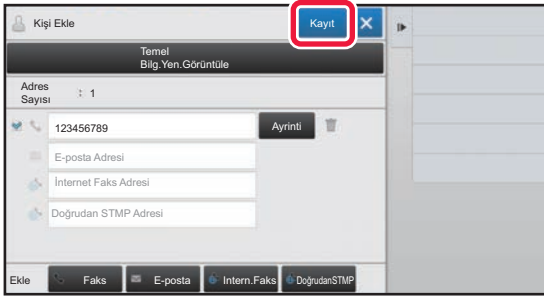 Kişi Ekle
Kayıt
Temel
Bilg.Yen.Görüntüle
Adres
Sayısı
: 1
123456789
Ayrinti
E-posta Adresi
İnternet Faks Adresi
Doğrudan STMP Adresi
Ekle
Faks
E-posta
Intern.Faks
DoğrudanSTMP